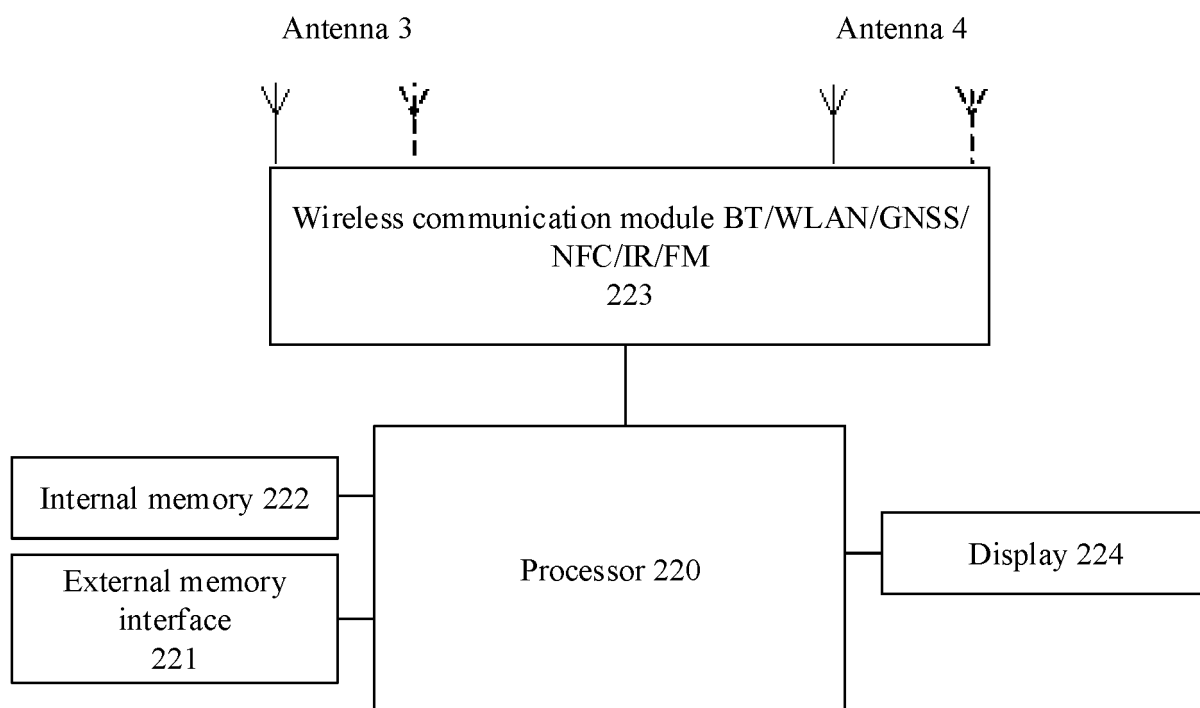 Antenna 3
Antenna 4
Wireless communication module BT/WLAN/GNSS/
NFC/IR/FM
223
Internal memory 222
External memory
interface
221
Processor 220
Display 224